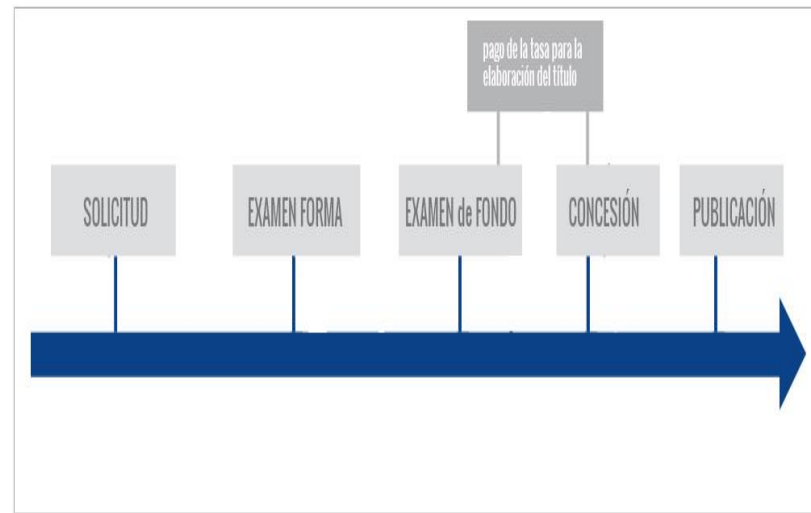 pago de la tasa para la
elaboración del título
SOLICITUD
EXAMEN FORMA
EXAMEN de FONDO
CONCESIÓN
PUBLICACIÓN